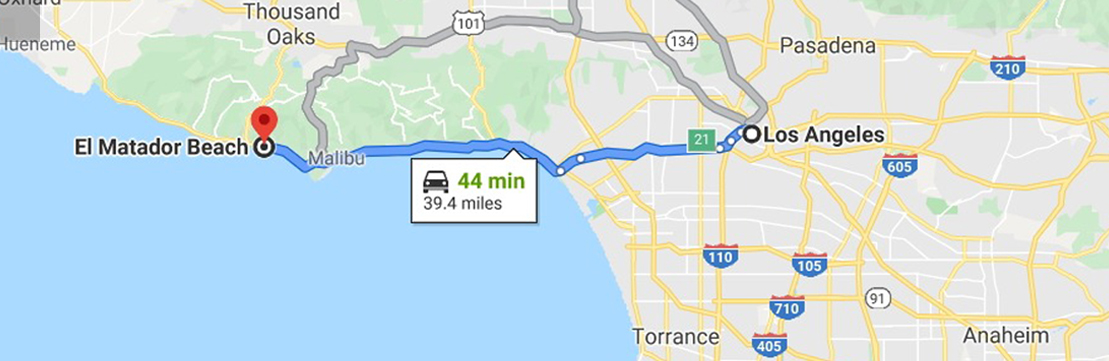 Oxnard
Thousand
Oaks
101
134
Pasadena
Hueneme
210
21
Los Angeles
El Matador Beach
Malibu
605
44 min
39.4 miles
110
105
710
91
Torrance
405
Anaheim